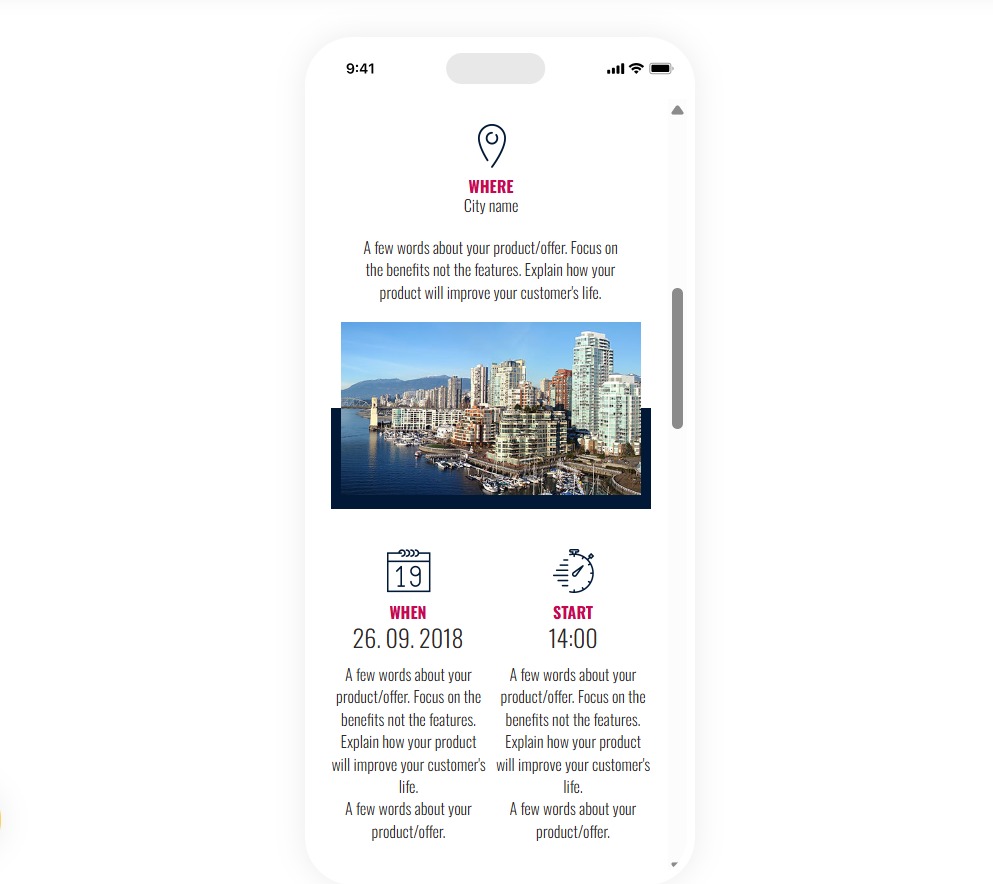 9:41
WHERE
City name
A few words about your product/offer. Focus on
the benefits not the features. Explain how your
product will improve your customer's life.
19
WHEN
26. 09. 2018
A few words about your
product/offer. Focus on the
benefits not the features.
Explain how your product
will improve your customer's
life.
A few words about your
product/offer.
START
14:00
A few words about your
product/offer. Focus on the
benefits not the features.
Explain how your product
will improve your customer's
life.
A few words about your
product/offer.